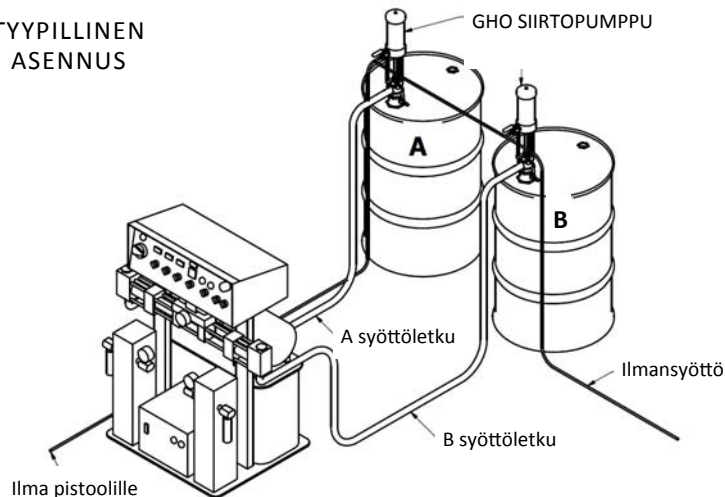 TYYPILLINEN
ASENNUS
GHO SIIRTOPUMPPU
A
B
A syöttöletku
Ilmansyöttö
B syöttöletku
Ilma pistoolille